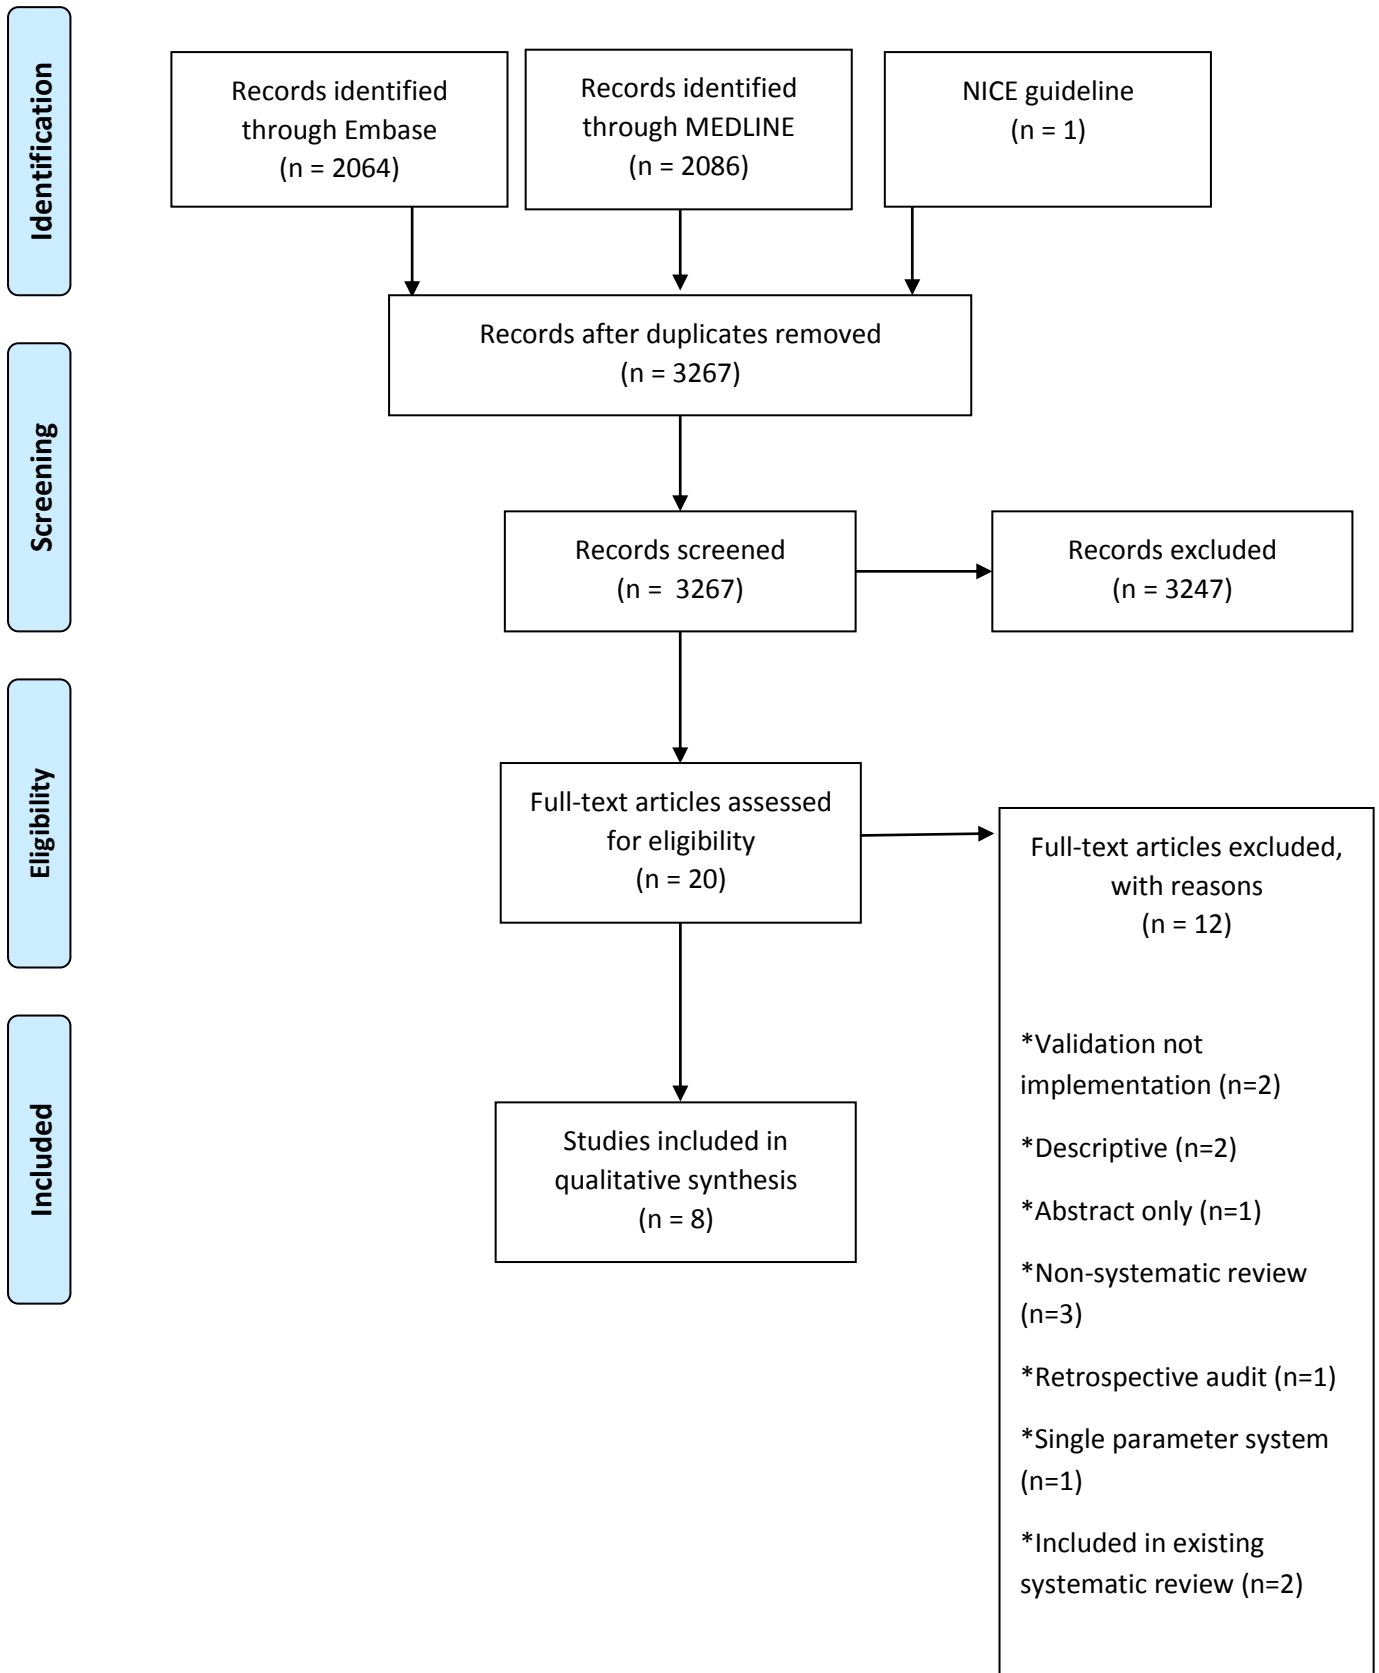 Identification
Records identified
through Embase
(n = 2064)
Records identified
through MEDLINE
(n = 2086)
NICE guideline
(n = 1)
Records after duplicates removed
(n = 3267)
Screening
Records screened
(n = 3267)
Records excluded
(n = 3247)
Eligibility
Full-text articles assessed
for eligibility
(n = 20)
Full-text articles excluded,
with reasons
(n = 12)
*Validation not
implementation (n=2)
*Descriptive (n=2)
*Abstract only (n=1)
*Non-systematic review
(n=3)
*Retrospective audit (n=1)
*Single parameter system
(n=1)
*Included in existing
systematic review (n=2)
Included
Studies included in
qualitative synthesis
(n = 8)